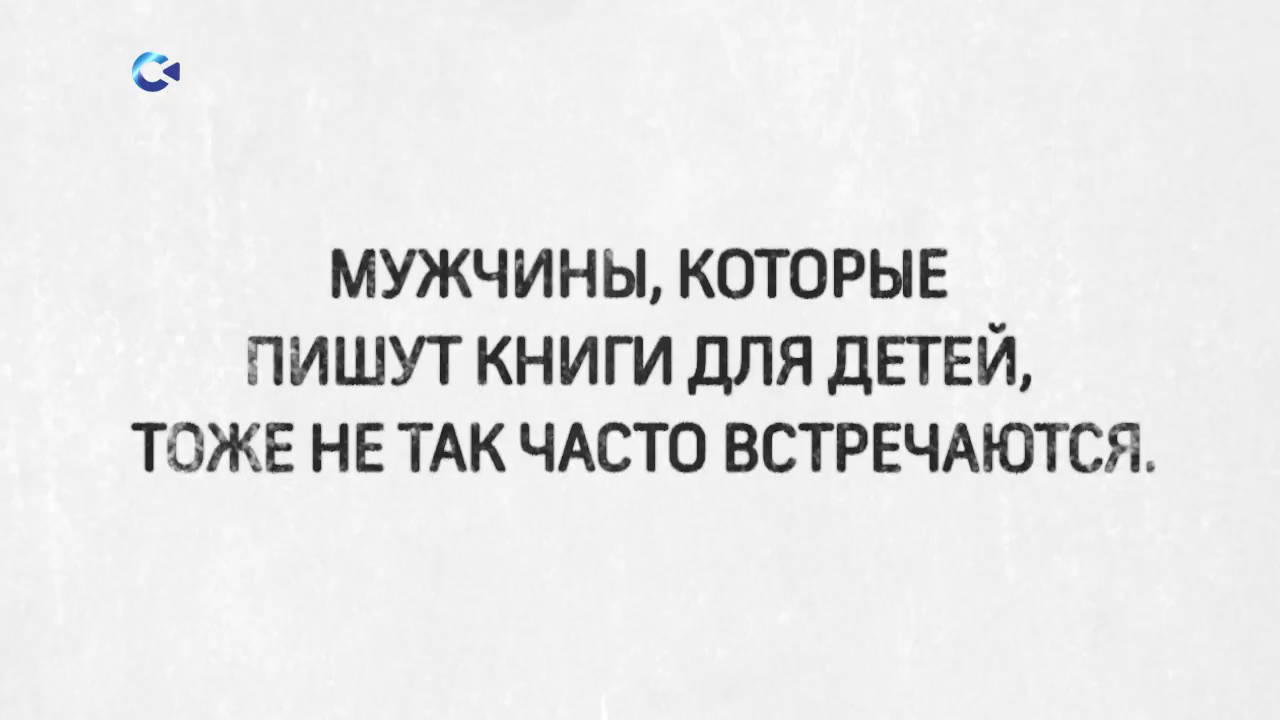 МУЖЧИНЫ, КОТОРЫЕ
ПИШУТ КНИГИ ДЛЯ ДЕТЕЙ,
ТОЖЕ НЕ ТАК ЧАСТО ВСТРЕЧАЮТСЯ.